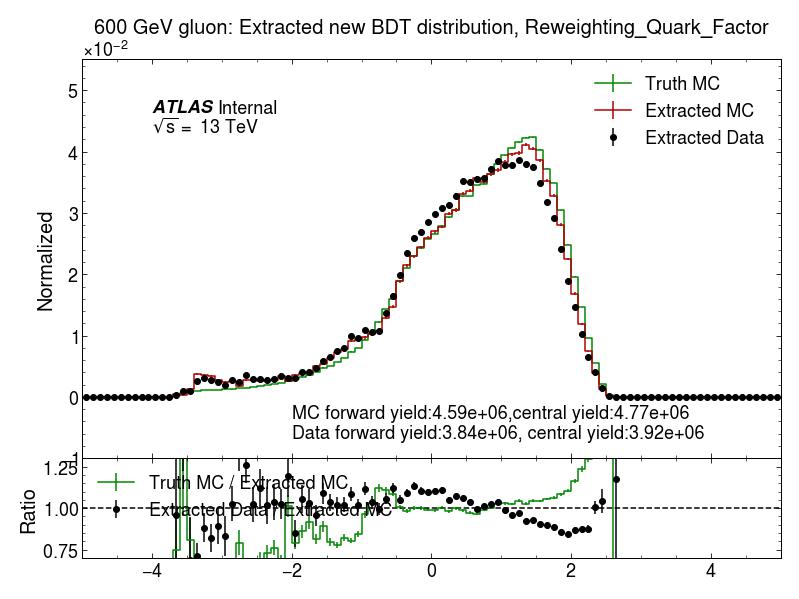 600 GeV gluon: Extracted new BDT distribution, Reweighting_Quark_Factor
×10⁻²
ATLAS Internal
√s = 13 TeV
Truth MC
Extracted MC
Extracted Data
5
4
3
2
1
0
Normalized
MC forward yield:4.59e+06,central yield:4.77e+06
Data forward yield:3.84e+06, central yield:3.92e+06
1.25
1.00
0.75
Ratio
Truth MC / Extracted MC
Extracted Data / Extracted MC
−4 −2 0 2 4